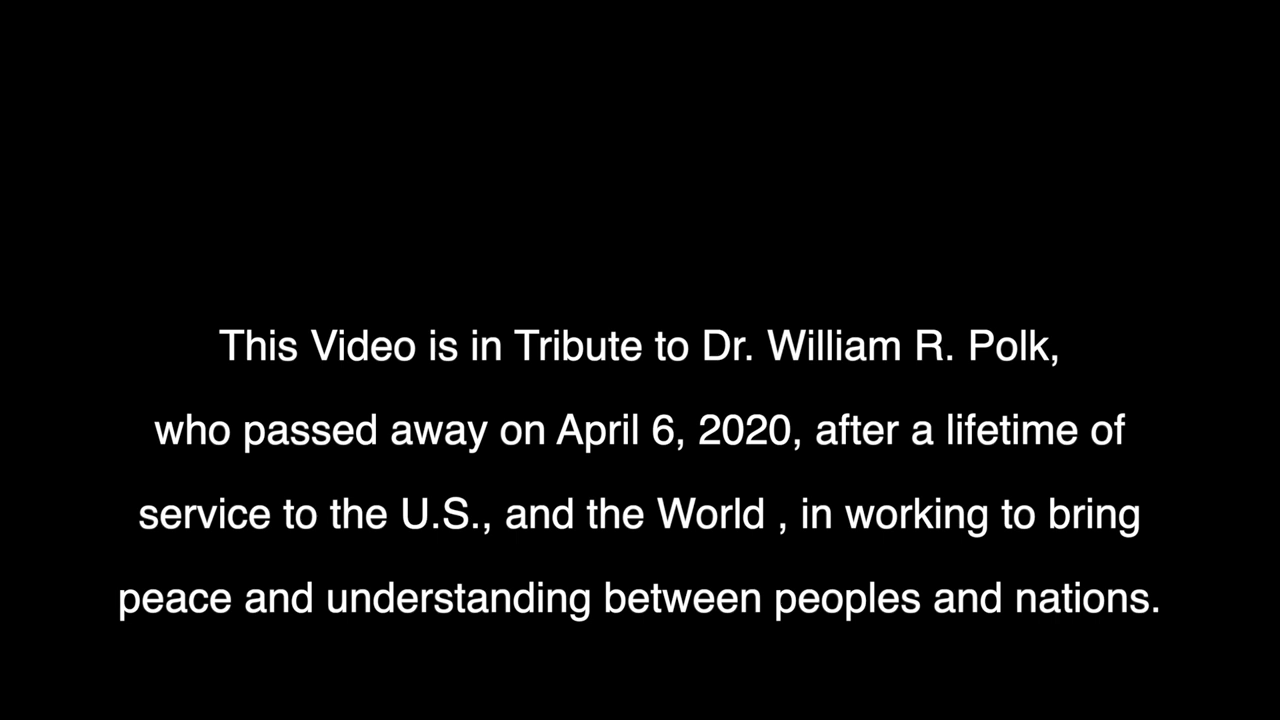 This Video is in Tribute to Dr. William R. Polk,
who passed away on April 6, 2020, after a lifetime of
service to the U.S., and the World , in working to bring
peace and understanding between peoples and nations.